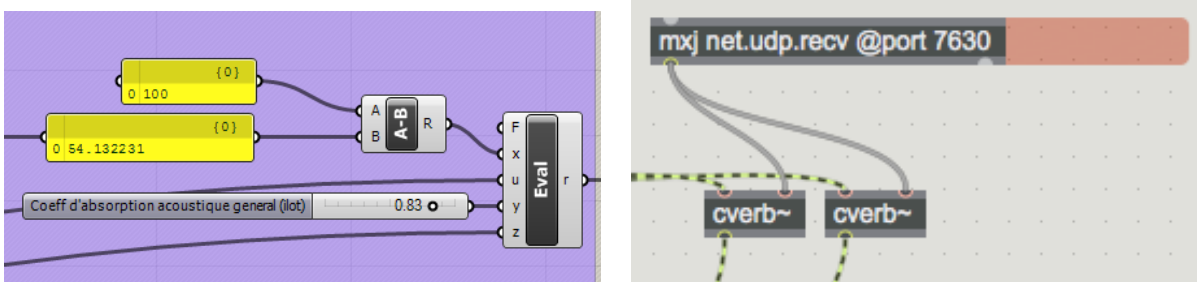 {0}
0 100
{0}
0 54.132231
A
B
A-B
R
F
x
u
y
z
Eval
r
Coeff d'absorption acoustique general (ilot)
0.83
mxj net.udp.recv @port 7630
cverb~
cverb~